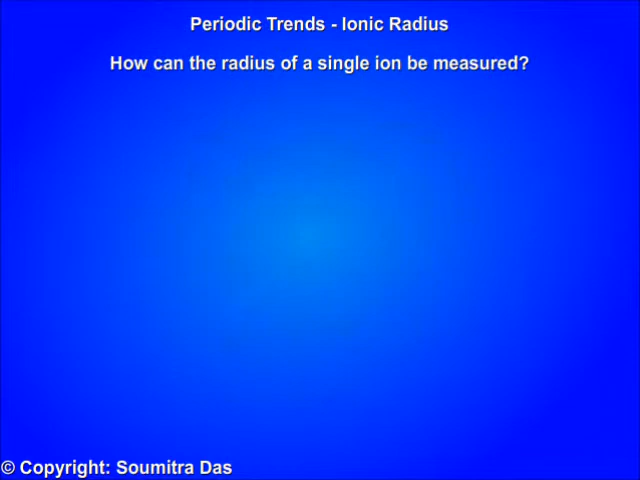 Periodic Trends - Ionic Radius
How can the radius of a single ion be measured?
© Copyright: Soumitra Das